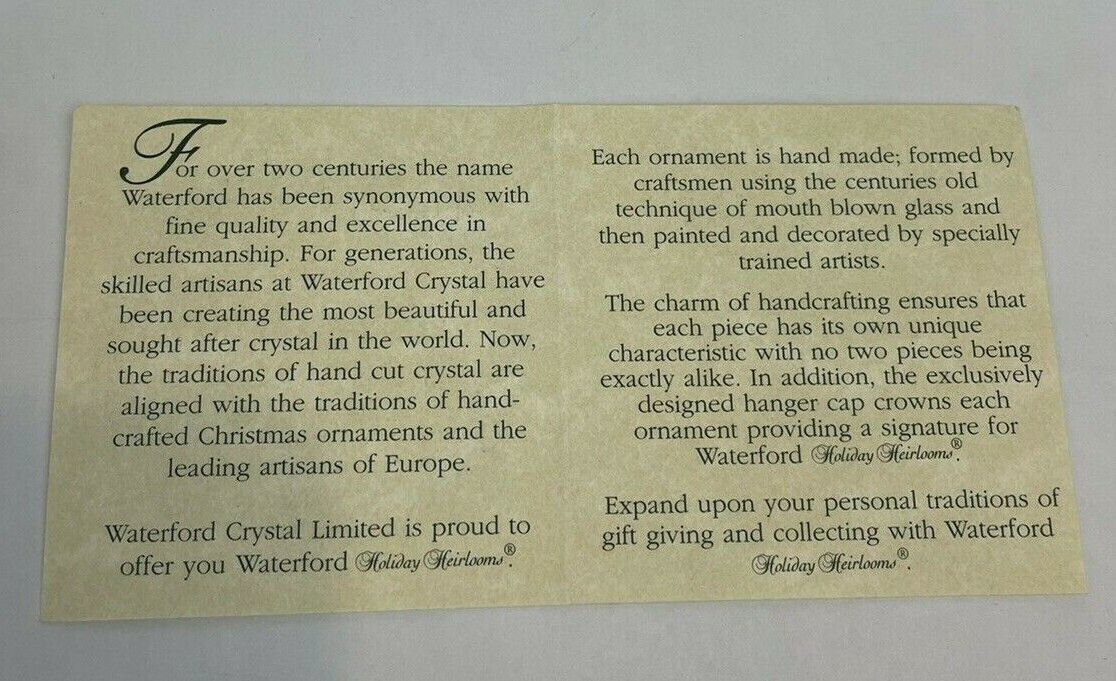 For over two centuries the name
Waterford has been synonymous with
fine quality and excellence in
craftsmanship. For generations, the
skilled artisans at Waterford Crystal have
been creating the most beautiful and
sought after crystal in the world. Now,
the traditions of hand cut crystal are
aligned with the traditions of hand-
crafted Christmas ornaments and the
leading artisans of Europe.
Waterford Crystal Limited is proud to
offer you Waterford Holiday Heirlooms®.
Each ornament is hand made; formed by
craftsmen using the centuries old
technique of mouth blown glass and
then painted and decorated by specially
trained artists.
The charm of handcrafting ensures that
each piece has its own unique
characteristic with no two pieces being
exactly alike. In addition, the exclusively
designed hanger cap crowns each
ornament providing a signature for
Waterford Holiday Heirlooms®.
Expand upon your personal traditions of
gift giving and collecting with Waterford
Holiday Heirlooms®.